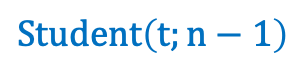 Student(t; n − 1)